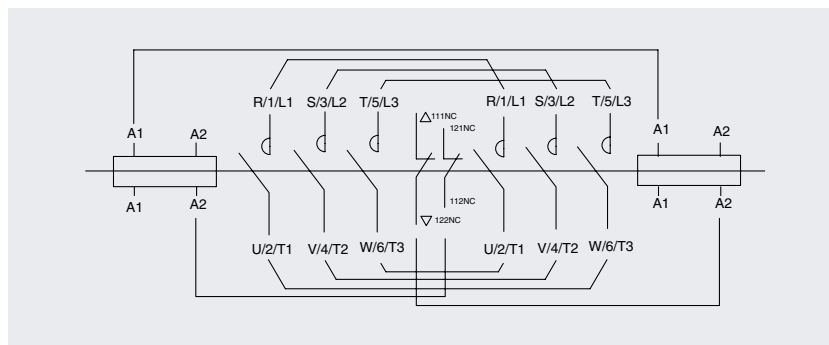 R/1/L1 S/3/L2 T/5/L3 R/1/L1 S/3/L2 T/5/L3
111NC
121NC
A1 A2 A1 A2
A1 A2 A1 A2
112NC
122NC
U/2/T1 V/4/T2 W/6/T3 U/2/T1 V/4/T2 W/6/T3